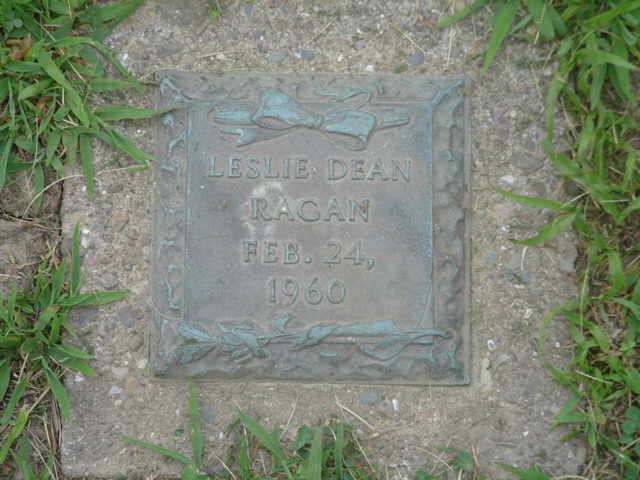 LESLIE DEAN
RAGAN
FEB. 24,
1960